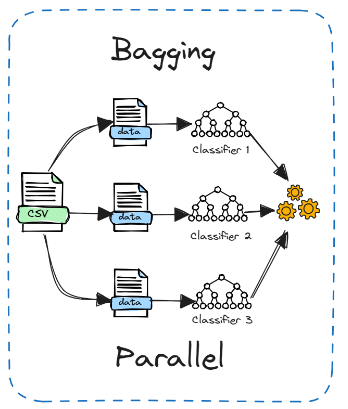 Bagging
data
Classifier 1
CSV
data
Classifier 2
data
Classifier 3
Parallel